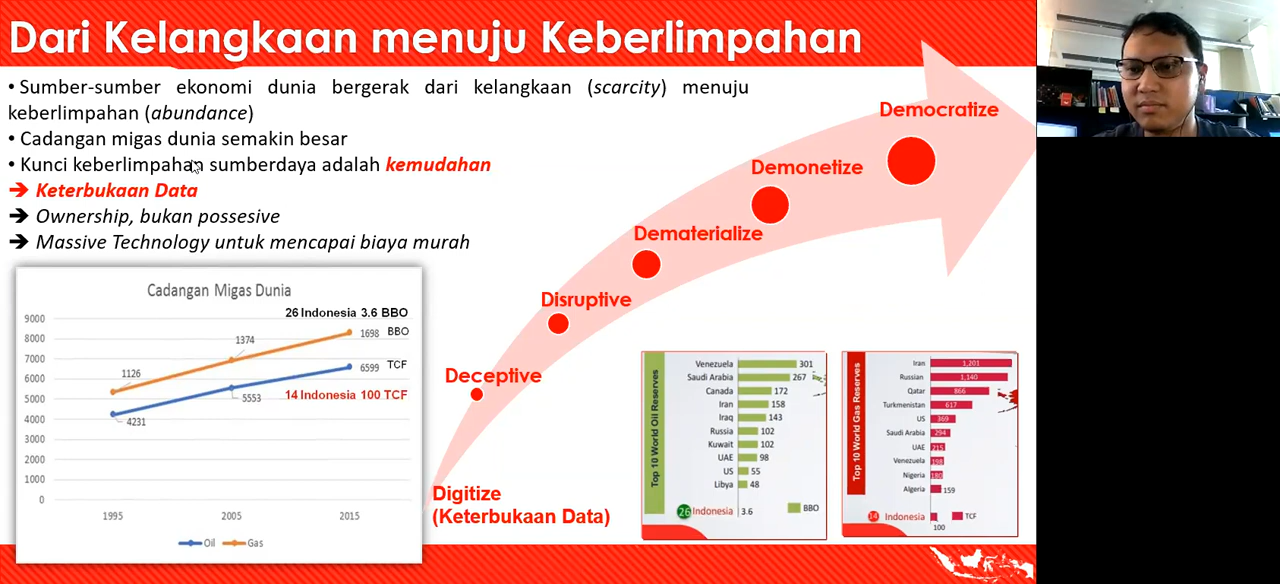 Dari Kelangkaan menuju Keberlimpahan
• Sumber-sumber ekonomi dunia bergerak dari kelangkaan (scarcity) menuju
keberlimpahan (abundance)
• Cadangan migas dunia semakin besar
• Kunci keberlimpahan sumberdaya adalah kemudahan
➔ Keterbukaan Data
➔ Ownership, bukan possesive
➔ Massive Technology untuk mencapai biaya murah
Democratize
Demonetize
Dematerialize
Disruptive
Deceptive
Digitize
(Keterbukaan Data)
Cadangan Migas Dunia
26 Indonesia 3.6 BBO
9000
8000
7000
6000
5000
4000
3000
2000
1000
0
1126
1374
1698 BBO
4231
5553
6599 TCF
14 Indonesia 100 TCF
1995 2005 2015
Oil Gas
Top 10 World Oil Reserves
Venezuela 301
Saudi Arabia 267
Canada 172
Iran 158
Iraq 143
Russia 102
Kuwait 102
UAE 98
US 55
Libya 48
26 Indonesia 3.6
BBO
Top 10 World Gas Reserves
Iran 1,201
Russian 1,140
Qatar 866
Turkmenistan 617
US 369
Saudi Arabia 294
UAE 215
Venezuela 198
Nigeria 180
Algeria 159
14 Indonesia 100
TCF